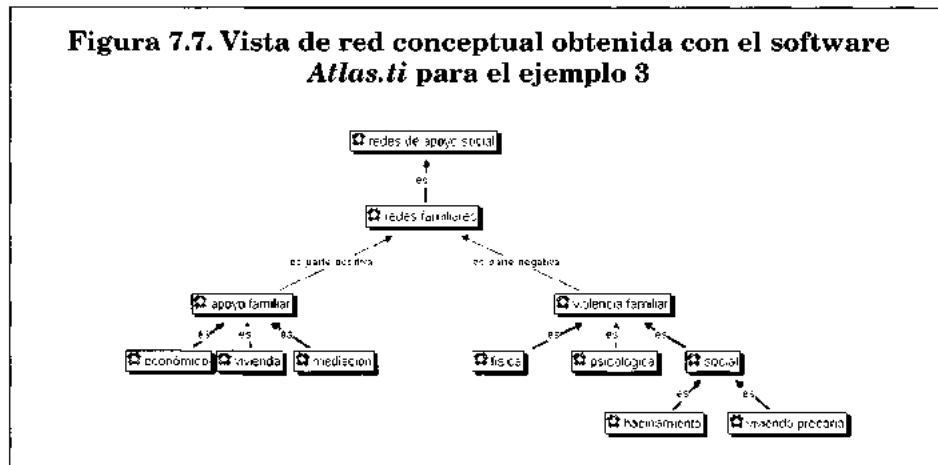 Figura 7.7. Vista de red conceptual obtenida con el software
Atlas.ti para el ejemplo 3
redes de apoyo social
es
redes familiares
es parte positiva es parte negativa
apoyo familiar violencia familiar
es es es es es es
económico vivienda mediación física psicológica social
es es
hacinamiento vivienda precaria